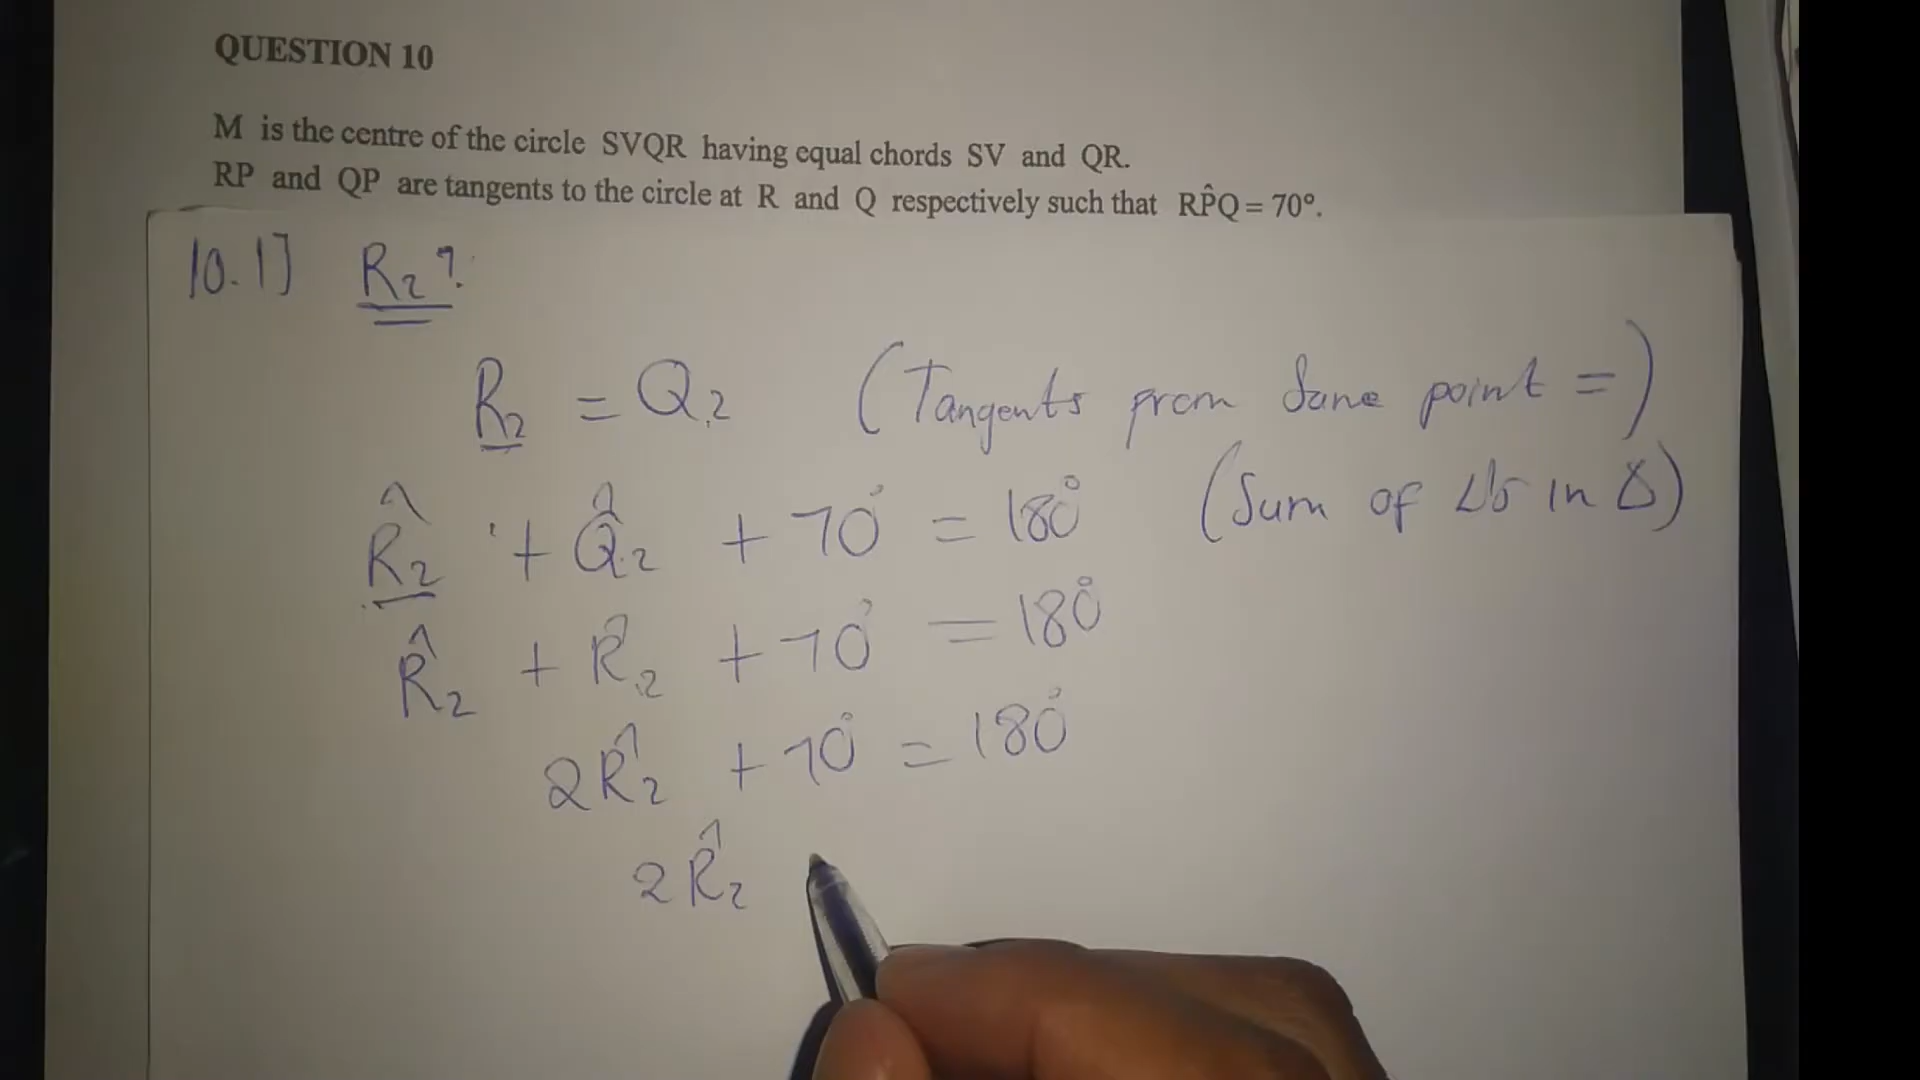 QUESTION 10
M is the centre of the circle SVQR having equal chords SV and QR.
RP and QP are tangents to the circle at R and Q respectively such that RP̂Q = 70°.
10.1] R₂?
R₂ = Q₂ (Tangents from Same point =)
R̂₂ + Q̂₂ + 70° = 180° (Sum of ∠'s in Δ)
R̂₂ + R̂₂ + 70° = 180°
2R̂₂ + 70° = 180°
2R̂₂